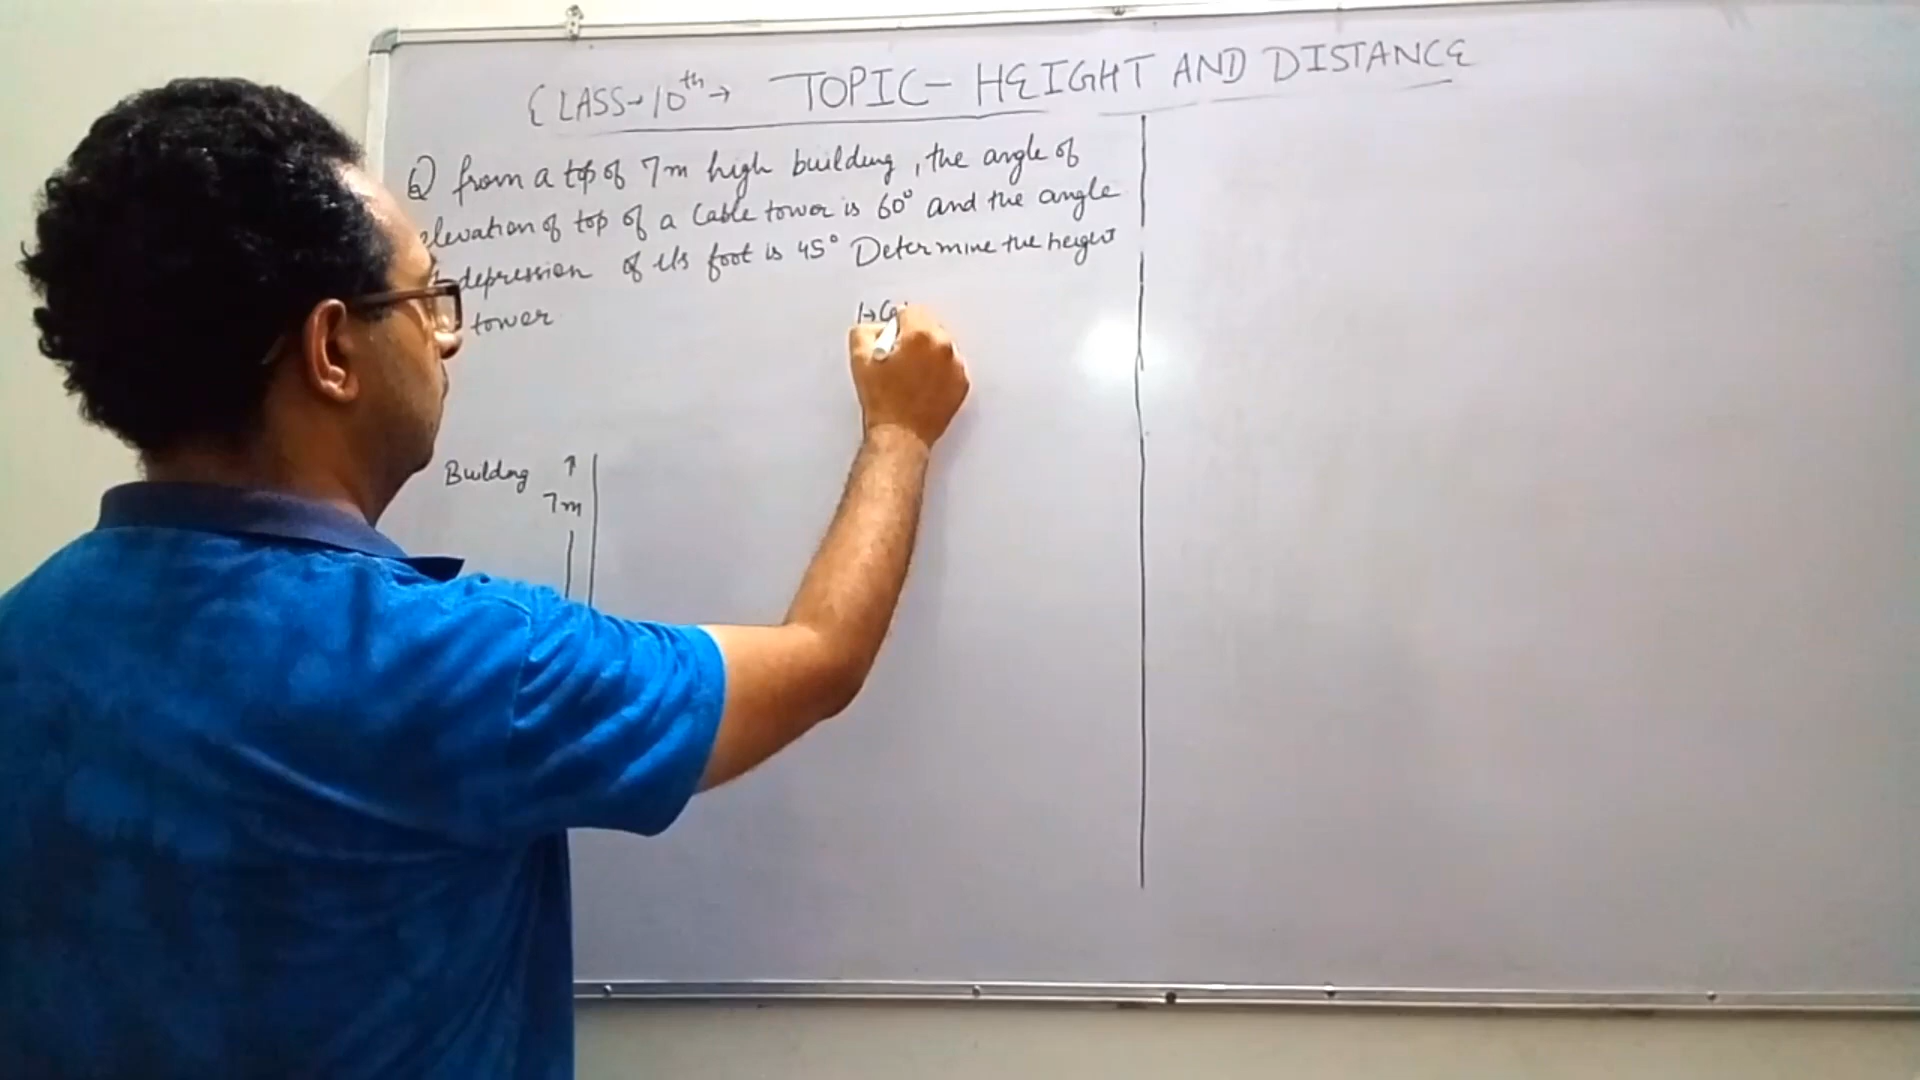 CLASS→10th→ TOPIC- HEIGHT AND DISTANCE
Q from a top of 7m high building, the angle of
elevation of top of a Cable tower is 60° and the angle
depression of its foot is 45° Determine the height
tower
Building
7m